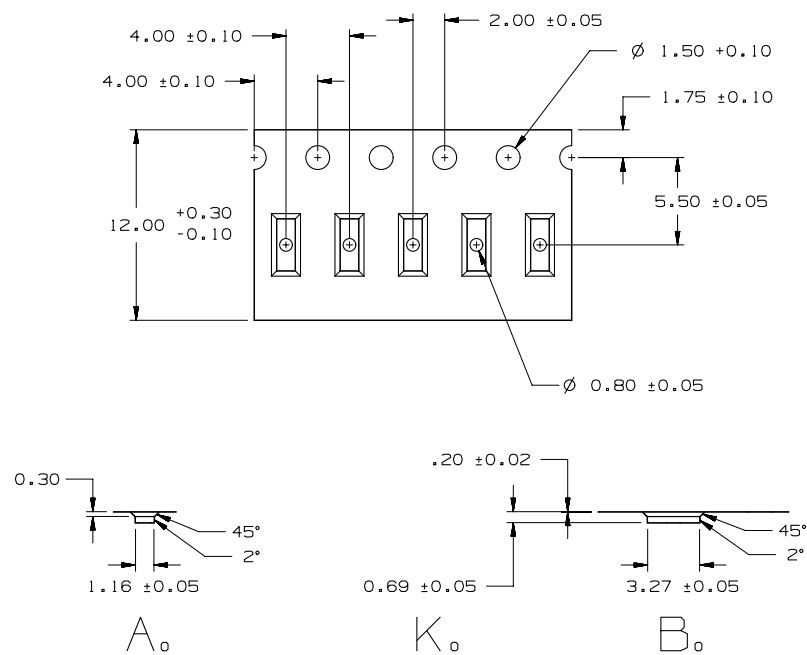 4.00 ±0.10
2.00 ±0.05
Ø 1.50 +0.10
4.00 ±0.10
1.75 ±0.10
12.00 +0.30 -0.10
5.50 ±0.05
Ø 0.80 ±0.05
.20 ±0.02
0.30
45°
2°
45°
2°
1.16 ±0.05
0.69 ±0.05
3.27 ±0.05
A₀
K₀
B₀